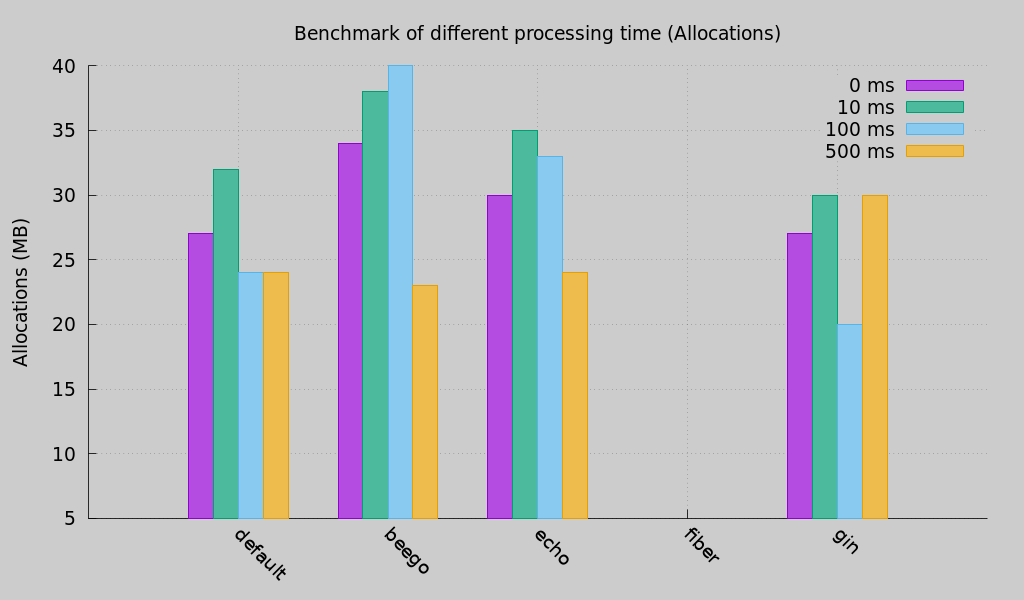 Benchmark of different processing time (Allocations)
0 ms
10 ms
100 ms
500 ms
Allocations (MB)
40
35
30
25
20
15
10
5
default
beego
echo
fiber
gin